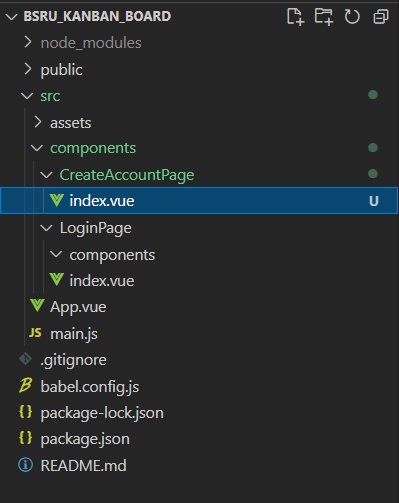 BSRU_KANBAN_BOARD
node_modules
public
src
assets
components
CreateAccountPage
index.vue U
LoginPage
components
index.vue
App.vue
JS main.js
.gitignore
babel.config.js
{ } package-lock.json
{ } package.json
README.md